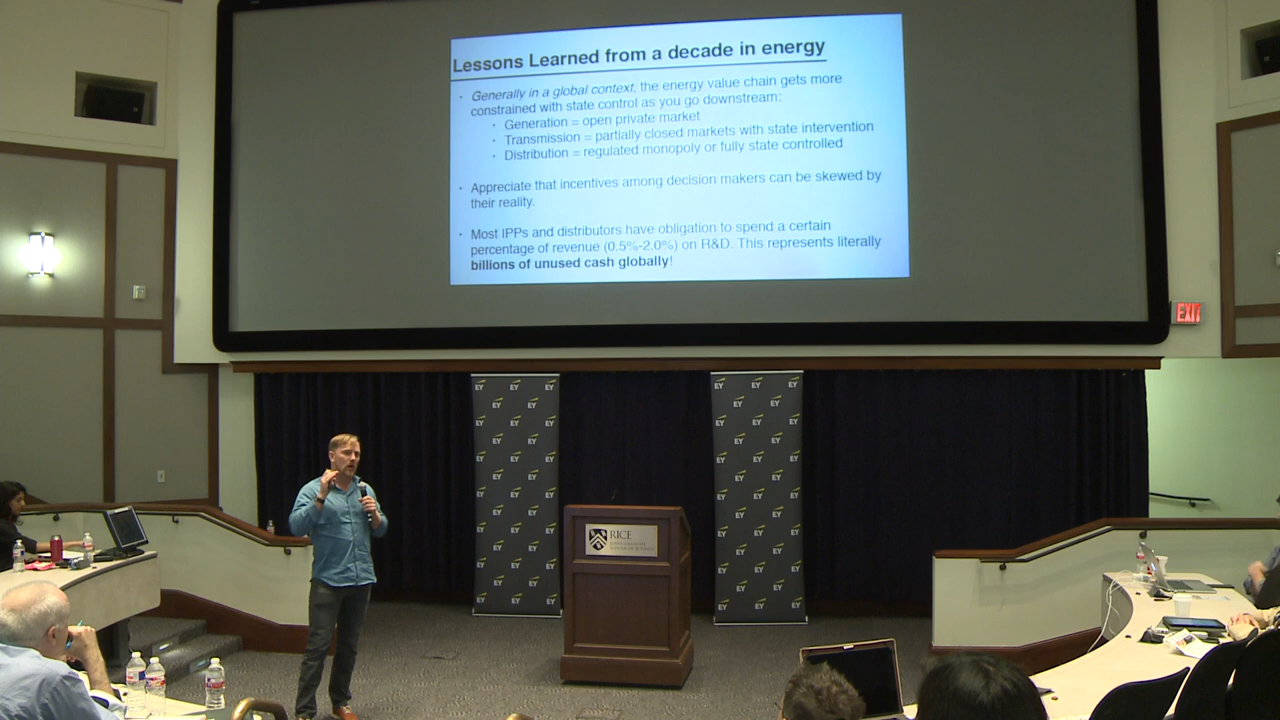 Lessons Learned from a decade in energy
· Generally in a global context, the energy value chain gets more
constrained with state control as you go downstream:
· Generation = open private market
· Transmission = partially closed markets with state intervention
· Distribution = regulated monopoly or fully state controlled
· Appreciate that incentives among decision makers can be skewed by
their reality.
· Most IPPs and distributors have obligation to spend a certain
percentage of revenue (0.5%-2.0%) on R&D. This represents literally
billions of unused cash globally!
EXIT
EY
EY
RICE